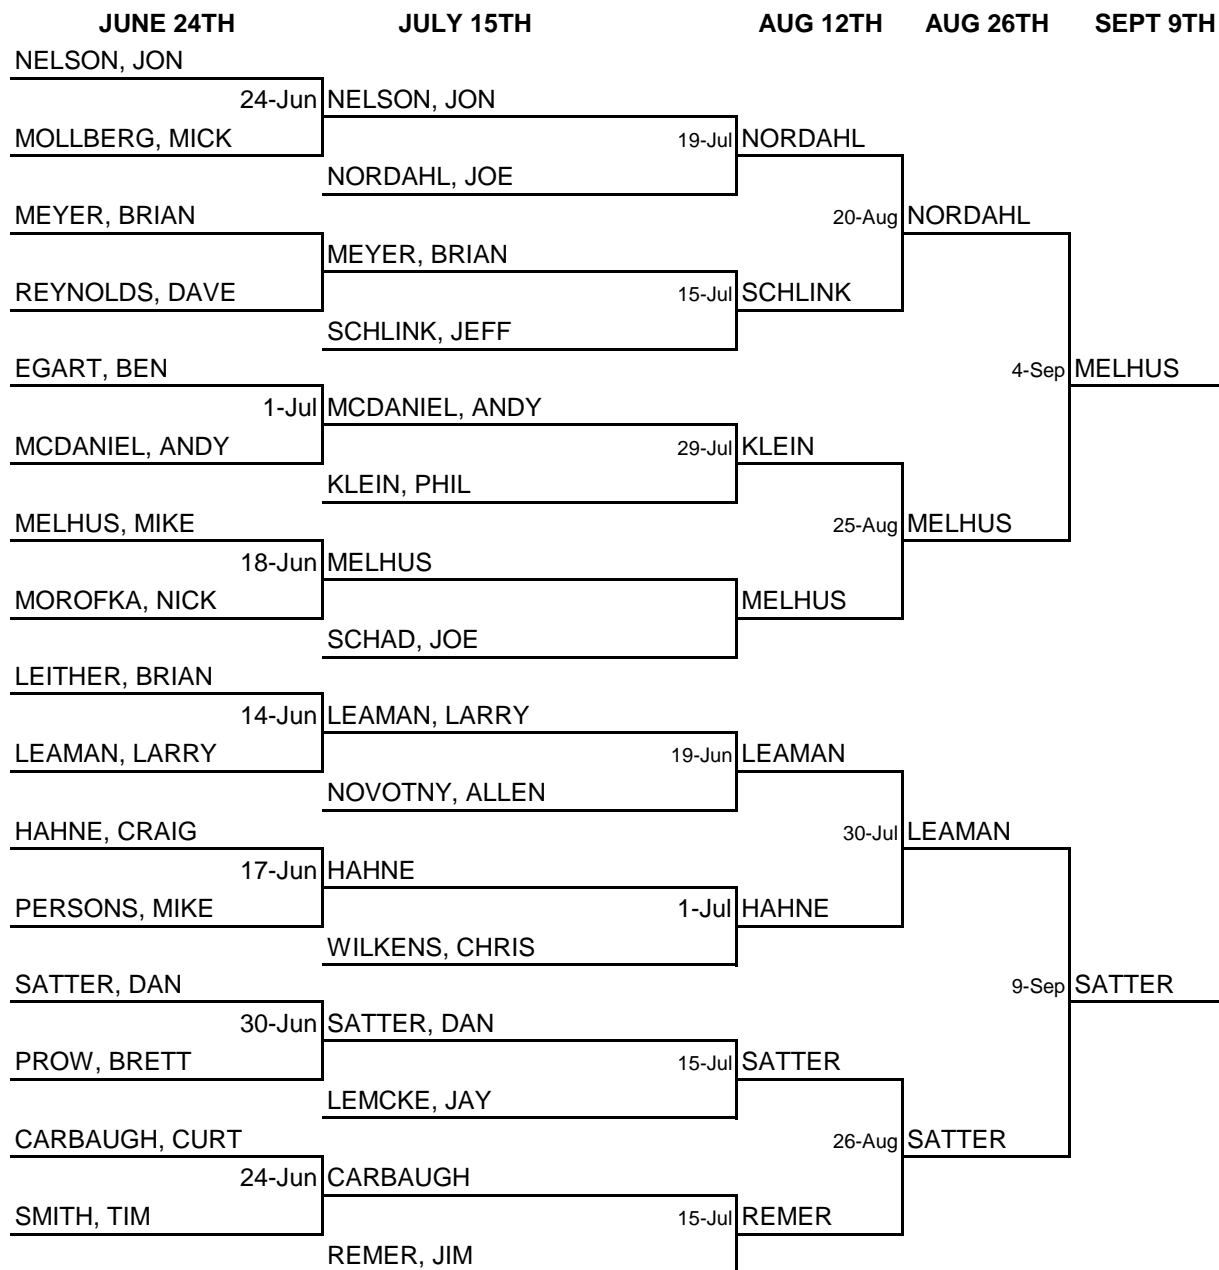 JUNE 24TH JULY 15TH AUG 12TH AUG 26TH SEPT 9TH
NELSON, JON
24-Jun NELSON, JON
MOLLBERG, MICK 19-Jul NORDAHL
NORDAHL, JOE
MEYER, BRIAN 20-Aug NORDAHL
MEYER, BRIAN
REYNOLDS, DAVE 15-Jul SCHLINK
SCHLINK, JEFF
EGART, BEN 4-Sep MELHUS
1-Jul MCDANIEL, ANDY
MCDANIEL, ANDY 29-Jul KLEIN
KLEIN, PHIL
MELHUS, MIKE 25-Aug MELHUS
18-Jun MELHUS
MOROFKA, NICK MELHUS
SCHAD, JOE
LEITHER, BRIAN
14-Jun LEAMAN, LARRY
LEAMAN, LARRY 19-Jun LEAMAN
NOVOTNY, ALLEN
HAHNE, CRAIG 30-Jul LEAMAN
17-Jun HAHNE
PERSONS, MIKE 1-Jul HAHNE
WILKENS, CHRIS
SATTER, DAN 9-Sep SATTER
30-Jun SATTER, DAN
PROW, BRETT 15-Jul SATTER
LEMCKE, JAY
CARBAUGH, CURT 26-Aug SATTER
24-Jun CARBAUGH
SMITH, TIM 15-Jul REMER
REMER, JIM